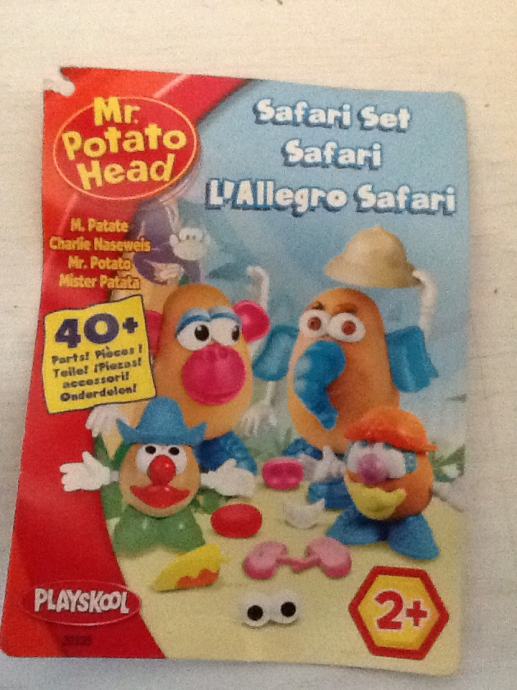 Mr.
Potato
Head
Safari Set
Safari
L'Allegro Safari
M. Patate
Charlie Naseweis
Mr. Potato
Mister Patata
40+
Parts! Pièces!
Teile! ¡Piezas!
accessori!
Onderdelen!
PLAYSKOOL
2+